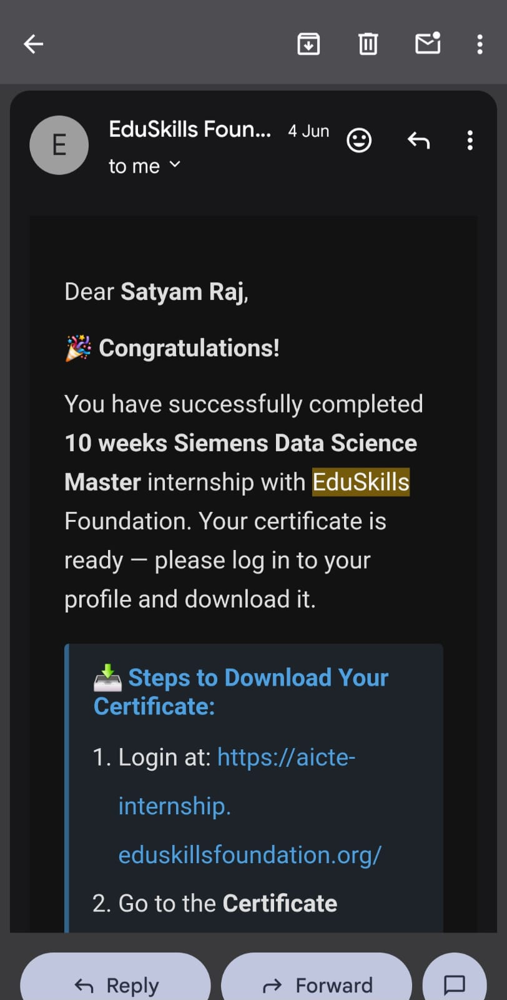 E
EduSkills Foun... 4 Jun
to me
Dear Satyam Raj,
🎉 Congratulations!
You have successfully completed
10 weeks Siemens Data Science
Master internship with EduSkills
Foundation. Your certificate is
ready — please log in to your
profile and download it.
📥 Steps to Download Your
Certificate:
1. Login at: https://aicte-
internship.
eduskillsfoundation.org/
2. Go to the Certificate
Reply
Forward